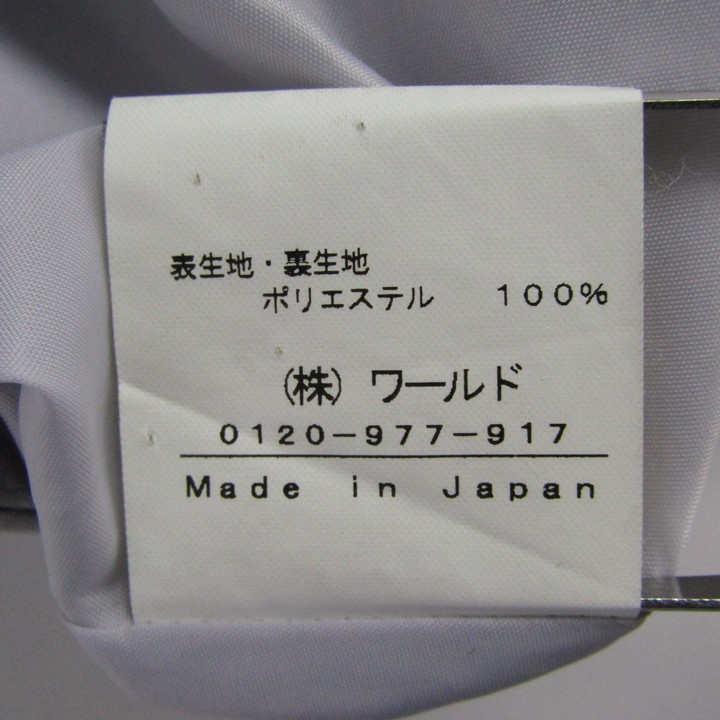 表生地・裏生地
ポリエステル　100%
(株) ワールド
0120-977-917
Made in Japan